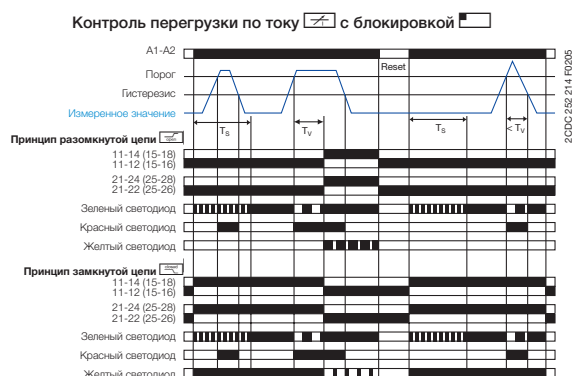 Контроль перегрузки по току с блокировкой
A1-A2
Reset
Порог
Гистерезис
Измеренное значение
TS
TV
TS
< TV
2CDC 252 214 F0205
Принцип разомкнутой цепи open
11-14 (15-18)
11-12 (15-16)
21-24 (25-28)
21-22 (25-26)
Зеленый светодиод
Красный светодиод
Желтый светодиод
Принцип замкнутой цепи closed
11-14 (15-18)
11-12 (15-16)
21-24 (25-28)
21-22 (25-26)
Зеленый светодиод
Красный светодиод
Желтый светодиод